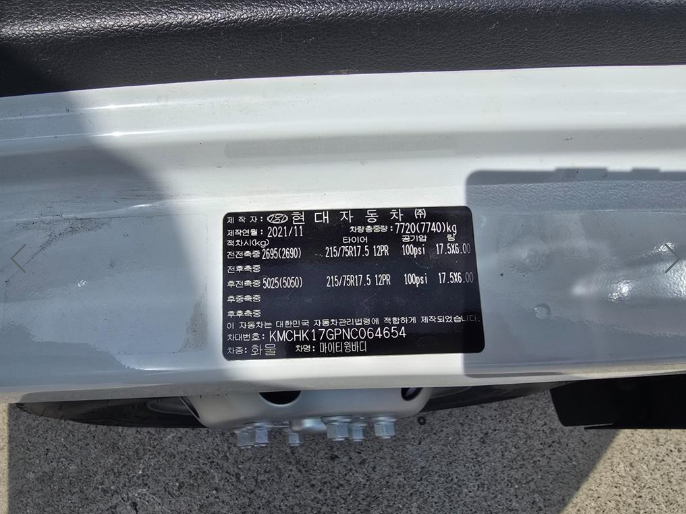 제 작 자 : 현 대 자 동 차 ㈜
제작연월 : 2021/11 차량총중량 : 7720(7740)kg
적차시(kg) 타이어 공기압 림
전전축중 2695(2690) 215/75R17.5 12PR 100psi 17.5X6.00
전후축중
후전축중 5025(5050) 215/75R17.5 12PR 100psi 17.5X6.00
후중축중
후후축중
이 자동차는 대한민국 자동차관리법령에 적합하게 제작되었습니다.
차대번호 : KMCHK17GPNC064654
차종 : 화물 차명 : 마이티윙바디